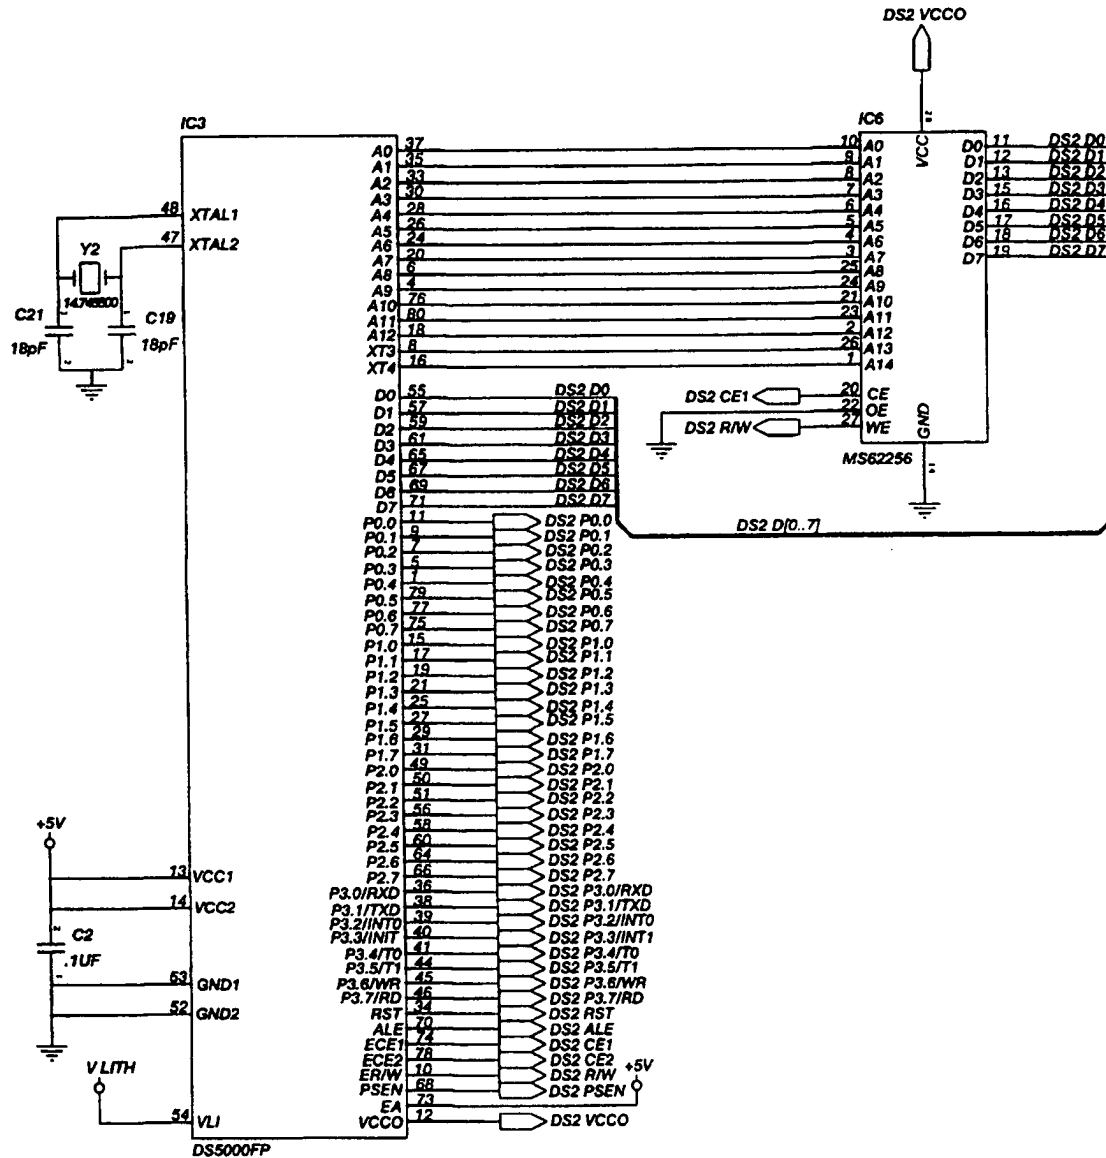 DS2 VCCO
IC3
IC6
37 A0
35 A1
33 A2
30 A3
28 A4
26 A5
24 A6
20 A7
6 A8
4 A9
76 A10
80 A11
18 A12
8 XT3
16 XT4
10 A0
9 A1
8 A2
7 A3
6 A4
5 A5
4 A6
3 A7
25 A8
24 A9
21 A10
23 A11
2 A12
26 A13
1 A14
VCC
D0 11 DS2 D0
D1 12 DS2 D1
D2 13 DS2 D2
D3 15 DS2 D3
D4 16 DS2 D4
D5 17 DS2 D5
D6 18 DS2 D6
D7 19 DS2 D7
48 XTAL1
47 XTAL2
Y2
C21
18pF
C19
18pF
DS2 CE1 20 CE
22 OE
DS2 R/W 27 WE
GND
MS62256
D0 55 DS2 D0
D1 57 DS2 D1
D2 59 DS2 D2
D3 61 DS2 D3
D4 65 DS2 D4
D5 67 DS2 D5
D6 69 DS2 D6
D7 71 DS2 D7
DS2 D[0..7]
P0.0 11 DS2 P0.0
P0.1 9 DS2 P0.1
P0.2 7 DS2 P0.2
P0.3 5 DS2 P0.3
P0.4 1 DS2 P0.4
P0.5 79 DS2 P0.5
P0.6 77 DS2 P0.6
P0.7 75 DS2 P0.7
P1.0 15 DS2 P1.0
P1.1 17 DS2 P1.1
P1.2 19 DS2 P1.2
P1.3 21 DS2 P1.3
P1.4 25 DS2 P1.4
P1.5 27 DS2 P1.5
P1.6 29 DS2 P1.6
P1.7 31 DS2 P1.7
P2.0 49 DS2 P2.0
P2.1 50 DS2 P2.1
P2.2 51 DS2 P2.2
P2.3 56 DS2 P2.3
P2.4 58 DS2 P2.4
P2.5 60 DS2 P2.5
P2.6 64 DS2 P2.6
P2.7 66 DS2 P2.7
P3.0/RXD 36 DS2 P3.0/RXD
P3.1/TXD 38 DS2 P3.1/TXD
P3.2/INT0 39 DS2 P3.2/INT0
P3.3/INIT 40 DS2 P3.3/INT1
P3.4/T0 41 DS2 P3.4/T0
P3.5/T1 44 DS2 P3.5/T1
P3.6/WR 45 DS2 P3.6/WR
P3.7/RD 46 DS2 P3.7/RD
RST 34 DS2 RST
ALE 70 DS2 ALE
ECE1 74 DS2 CE1
ECE2 78 DS2 CE2
ER/W 10 DS2 R/W
PSEN 68 DS2 PSEN
EA 73 +5V
VCCO 12 DS2 VCCO
+5V
13 VCC1
14 VCC2
C2
.1UF
63 GND1
52 GND2
V LITH
54 VLI
DS5000FP